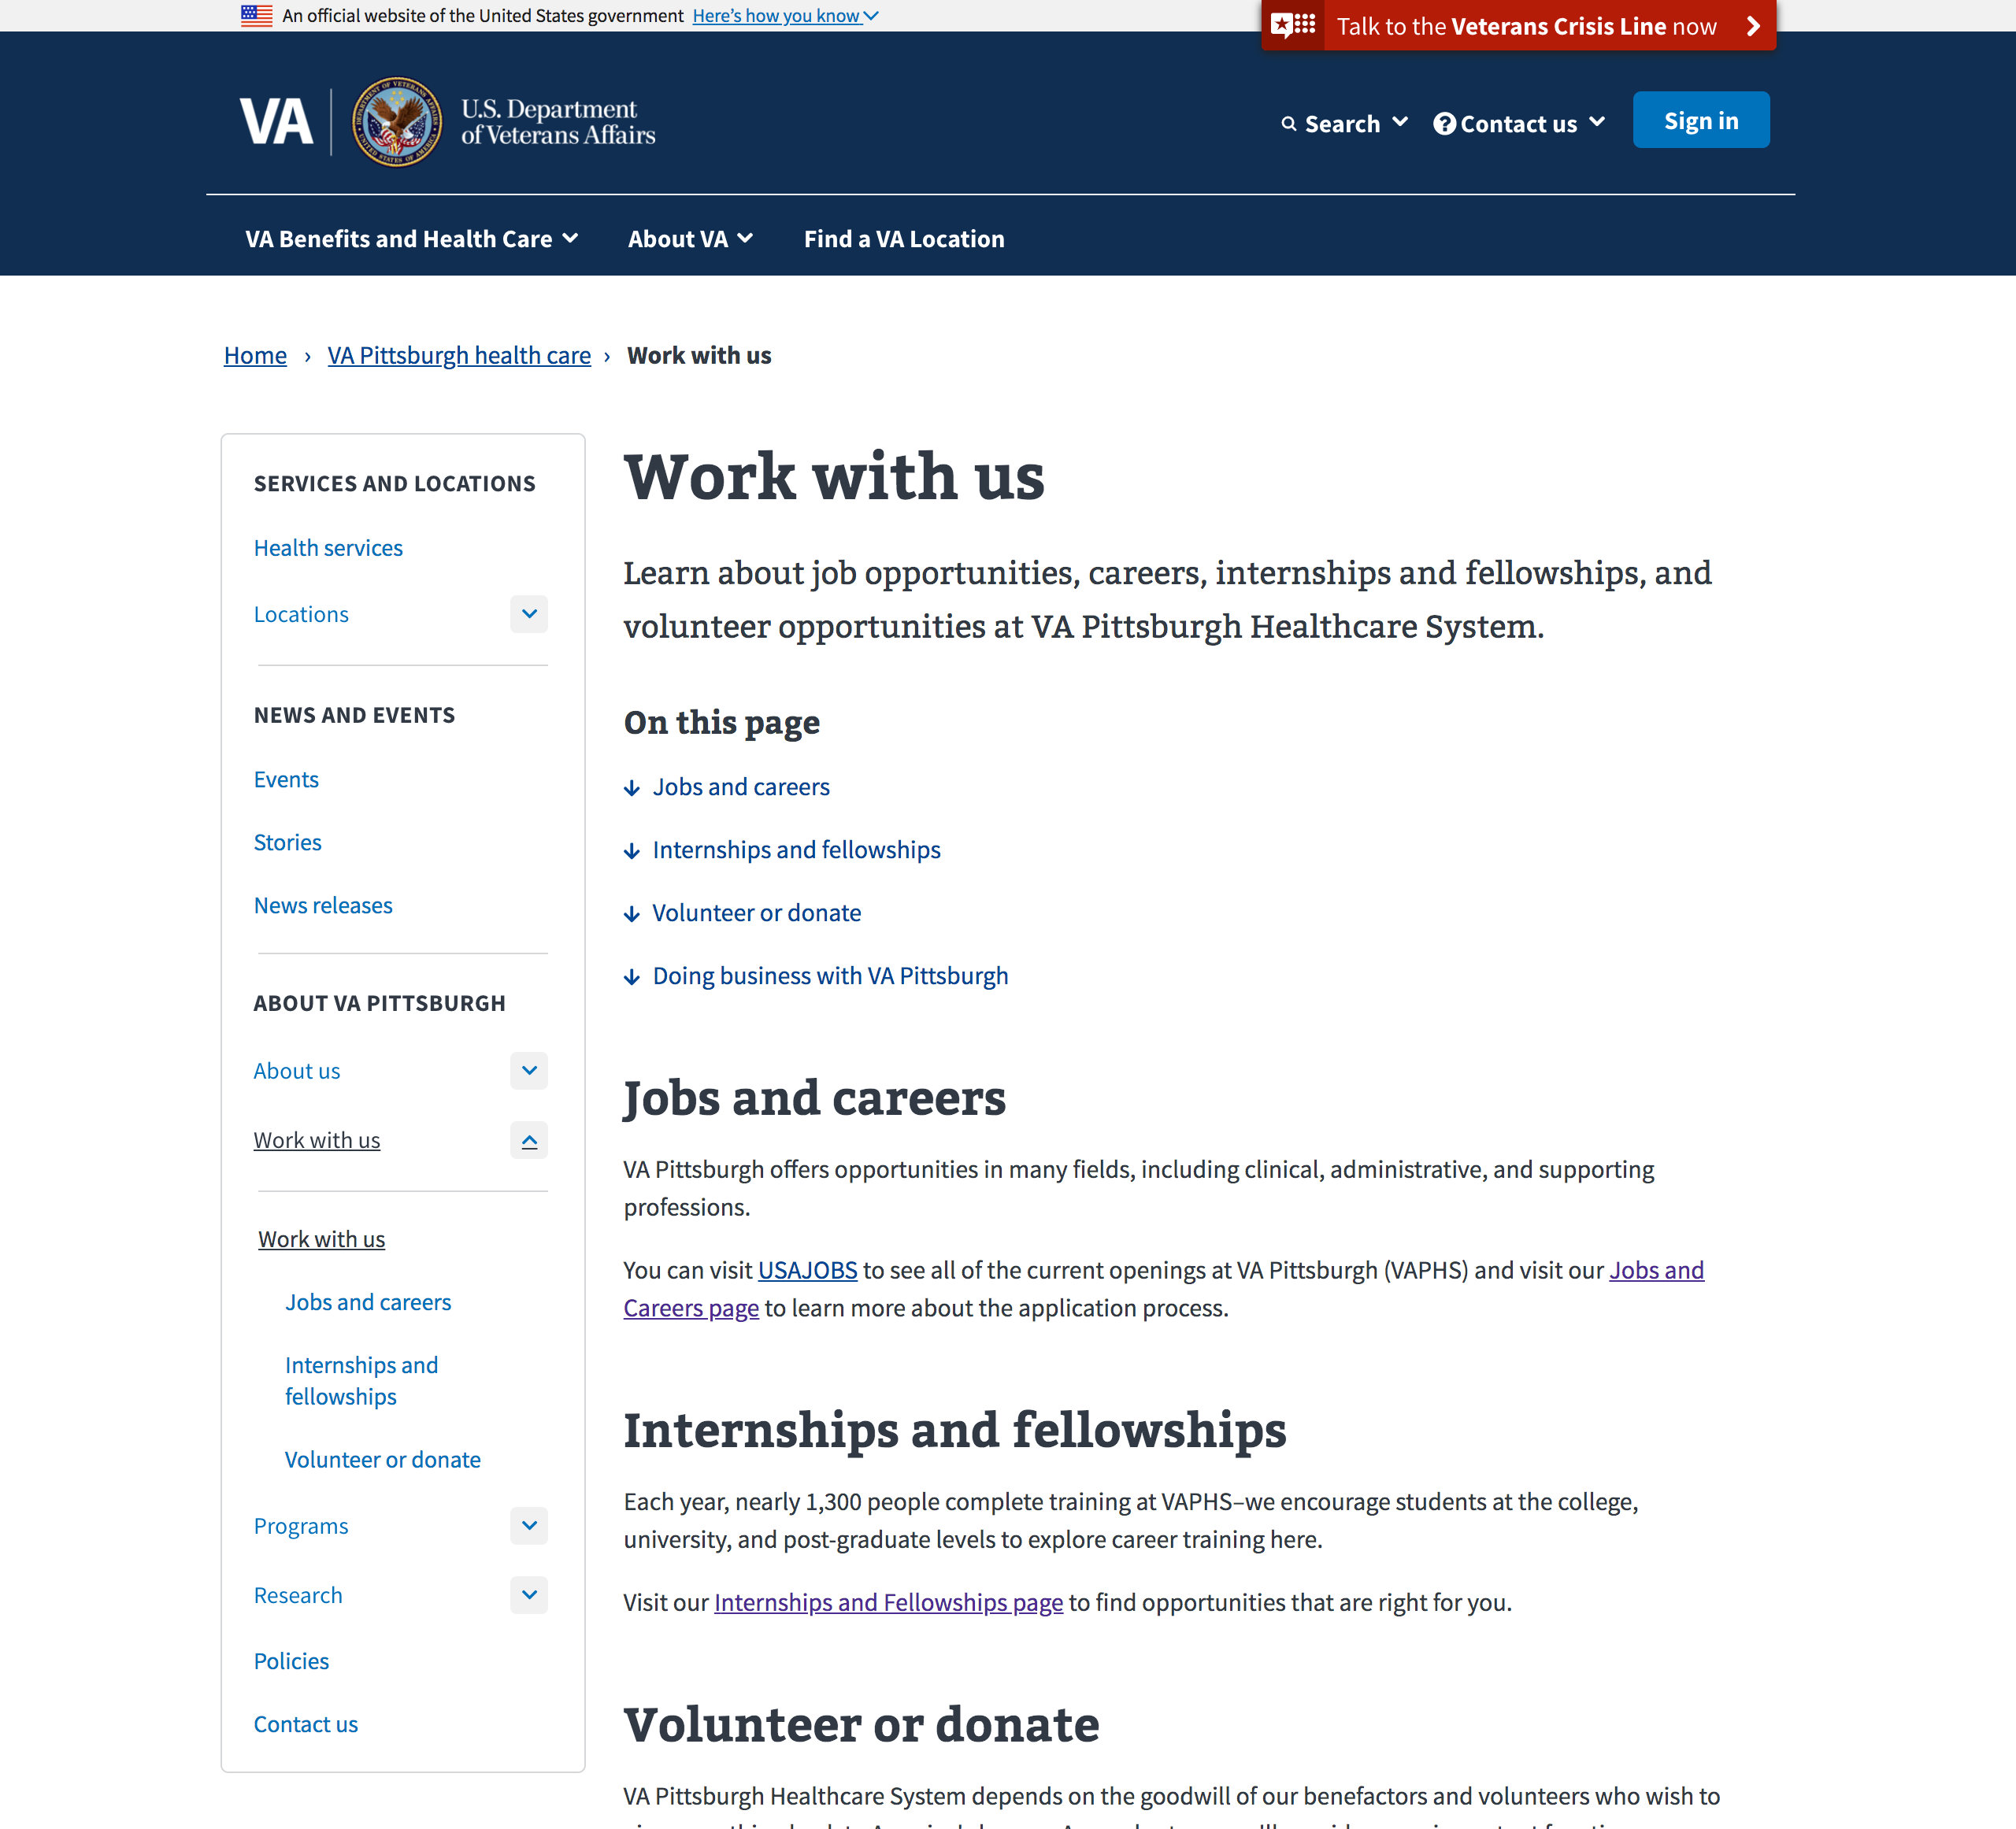 An official website of the United States government Here's how you know
Talk to the Veterans Crisis Line now
VA
U.S. Department
of Veterans Affairs
Search
Contact us
Sign in
VA Benefits and Health Care
About VA
Find a VA Location
Home › VA Pittsburgh health care › Work with us
SERVICES AND LOCATIONS
Health services
Locations
NEWS AND EVENTS
Events
Stories
News releases
ABOUT VA PITTSBURGH
About us
Work with us
Work with us
Jobs and careers
Internships and
fellowships
Volunteer or donate
Programs
Research
Policies
Contact us
Work with us
Learn about job opportunities, careers, internships and fellowships, and
volunteer opportunities at VA Pittsburgh Healthcare System.
On this page
Jobs and careers
Internships and fellowships
Volunteer or donate
Doing business with VA Pittsburgh
Jobs and careers
VA Pittsburgh offers opportunities in many fields, including clinical, administrative, and supporting
professions.
You can visit USAJOBS to see all of the current openings at VA Pittsburgh (VAPHS) and visit our Jobs and
Careers page to learn more about the application process.
Internships and fellowships
Each year, nearly 1,300 people complete training at VAPHS–we encourage students at the college,
university, and post-graduate levels to explore career training here.
Visit our Internships and Fellowships page to find opportunities that are right for you.
Volunteer or donate
VA Pittsburgh Healthcare System depends on the goodwill of our benefactors and volunteers who wish to